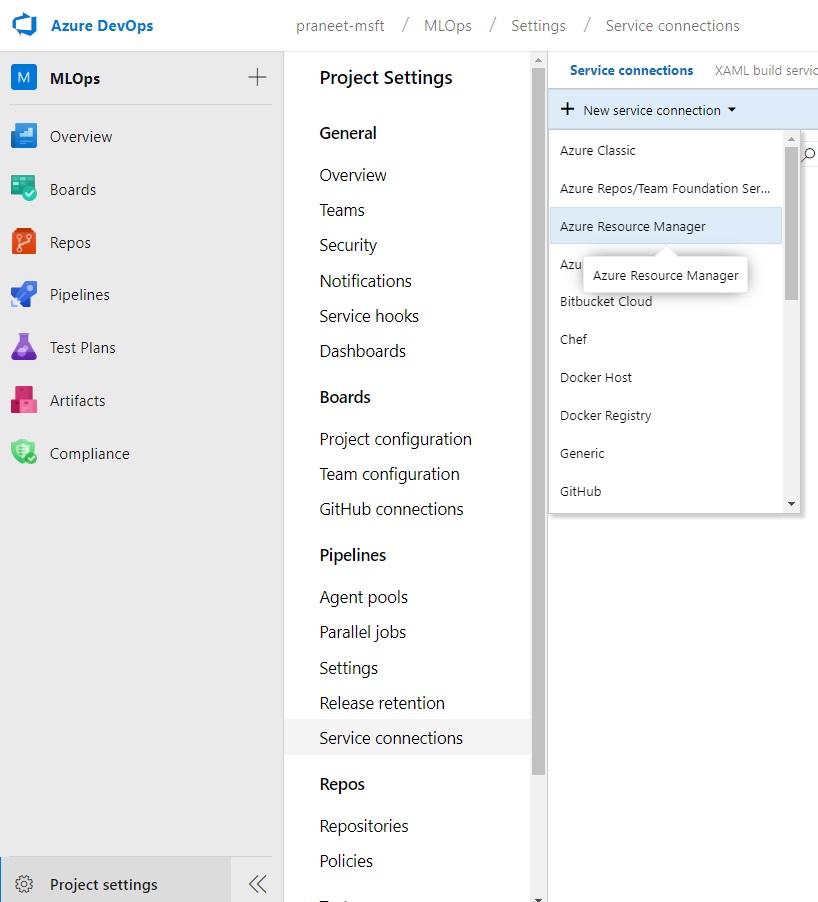 Azure DevOps
praneet-msft / MLOps / Settings / Service connections
M MLOps
Overview
Boards
Repos
Pipelines
Test Plans
Artifacts
Compliance
Project settings
Project Settings
General
Overview
Teams
Security
Notifications
Service hooks
Dashboards
Boards
Project configuration
Team configuration
GitHub connections
Pipelines
Agent pools
Parallel jobs
Settings
Release retention
Service connections
Repos
Repositories
Policies
Service connections XAML build servic
+ New service connection
Azure Classic
Azure Repos/Team Foundation Ser...
Azure Resource Manager
Azu
Azure Resource Manager
Bitbucket Cloud
Chef
Docker Host
Docker Registry
Generic
GitHub